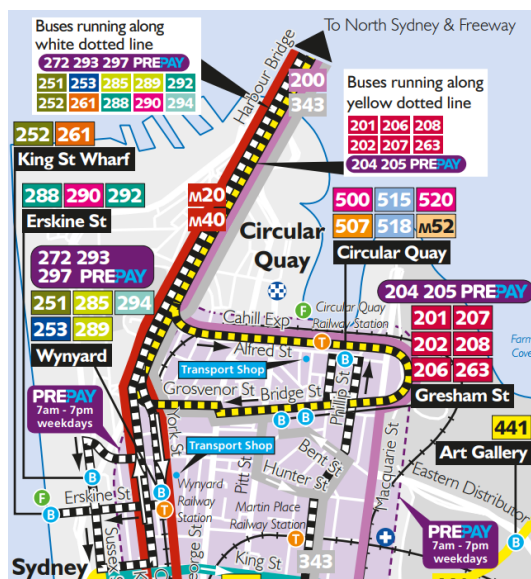 To North Sydney & Freeway
Buses running along
white dotted line
272 293 297 PREPAY
251 253 285 289 292
252 261 288 290 294
Harbour Bridge
200
343
Buses running along
yellow dotted line
201 206 208
202 207 263
204 205 PREPAY
252 261
King St Wharf
288 290 292
Erskine St
M20
M40
500 515 520
507 518 M52
Circular Quay
Circular
Quay
272 293
297 PREPAY
251 285 294
253 289
Wynyard
204 205 PREPAY
201 207
202 208
206 263
Gresham St
F
Circular Quay
Railway Station
Cahill Exp
T
Alfred St
B
Transport Shop
Farm
Cove
Grosvenor St
Bridge St
Phillip St
B B
PREPAY
7am - 7pm
weekdays
York St
Transport Shop
Pitt St
Bent St
Hunter St
Macquarie St
441
Art Gallery
Eastern Distributor
B
F
Erskine St
B
B
T
Wynyard
Railway
Station
Martin Place
Railway Station
T
George St
King St
343
PREPAY
7am - 7pm
weekdays
B
Sydney
Sussex St